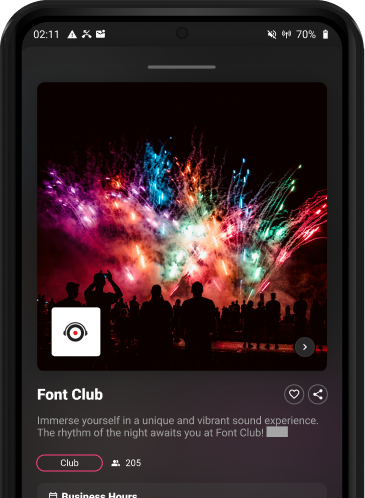 02:11 70%
Font Club
Immerse yourself in a unique and vibrant sound experience.
The rhythm of the night awaits you at Font Club!
Club 205
Business Hours